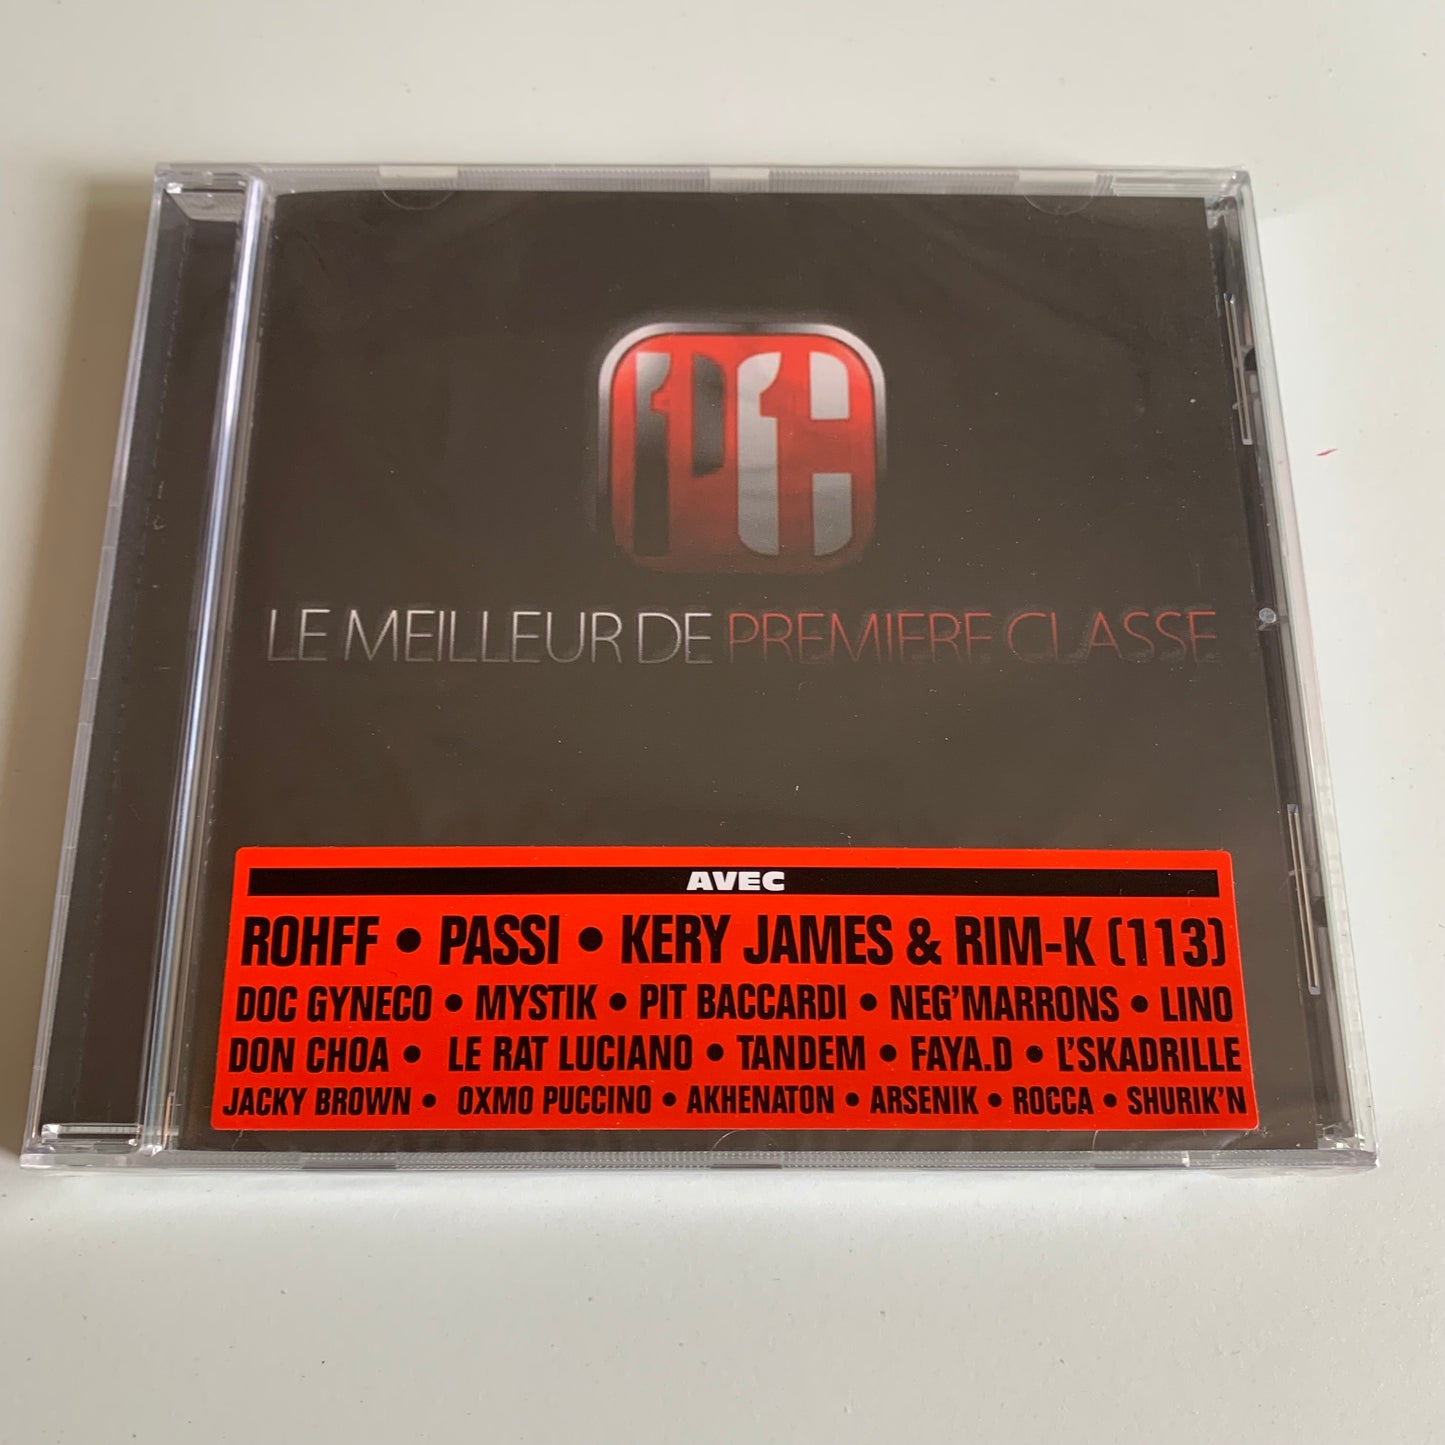 1P1C
LE MEILLEUR DE PREMIERE CLASSE
AVEC
ROHFF • PASSI • KERY JAMES & RIM-K (113)
DOC GYNECO • MYSTIK • PIT BACCARDI • NEG'MARRONS • LINO
DON CHOA • LE RAT LUCIANO • TANDEM • FAYA.D • L'SKADRILLE
JACKY BROWN • OXMO PUCCINO • AKHENATON • ARSENIK • ROCCA • SHURIK'N